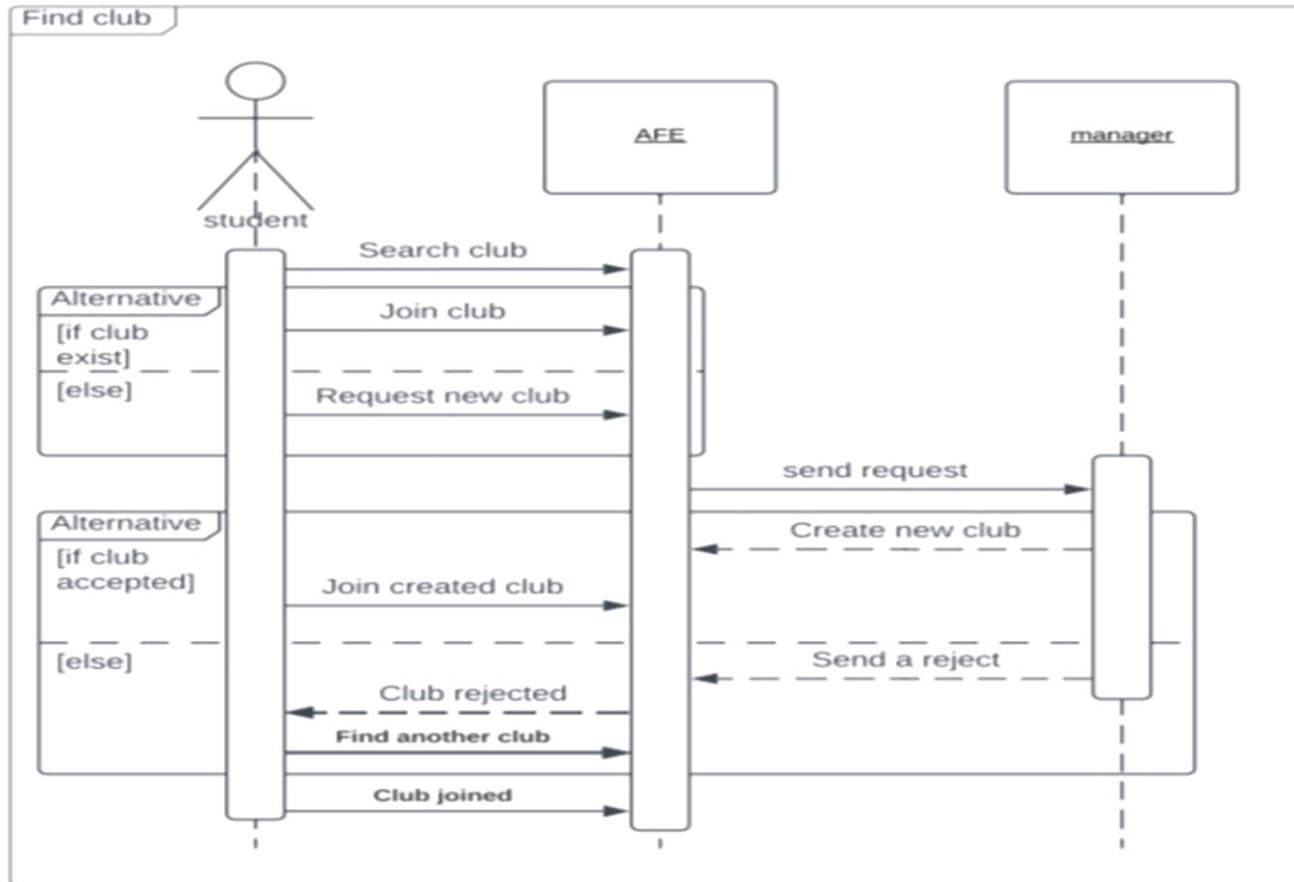 Find club
AFE
manager
student
Search club
Alternative
Join club
[if club
exist]
[else]
Request new club
send request
Alternative
Create new club
[if club
accepted]
Join created club
[else]
Send a reject
Club rejected
Find another club
Club joined